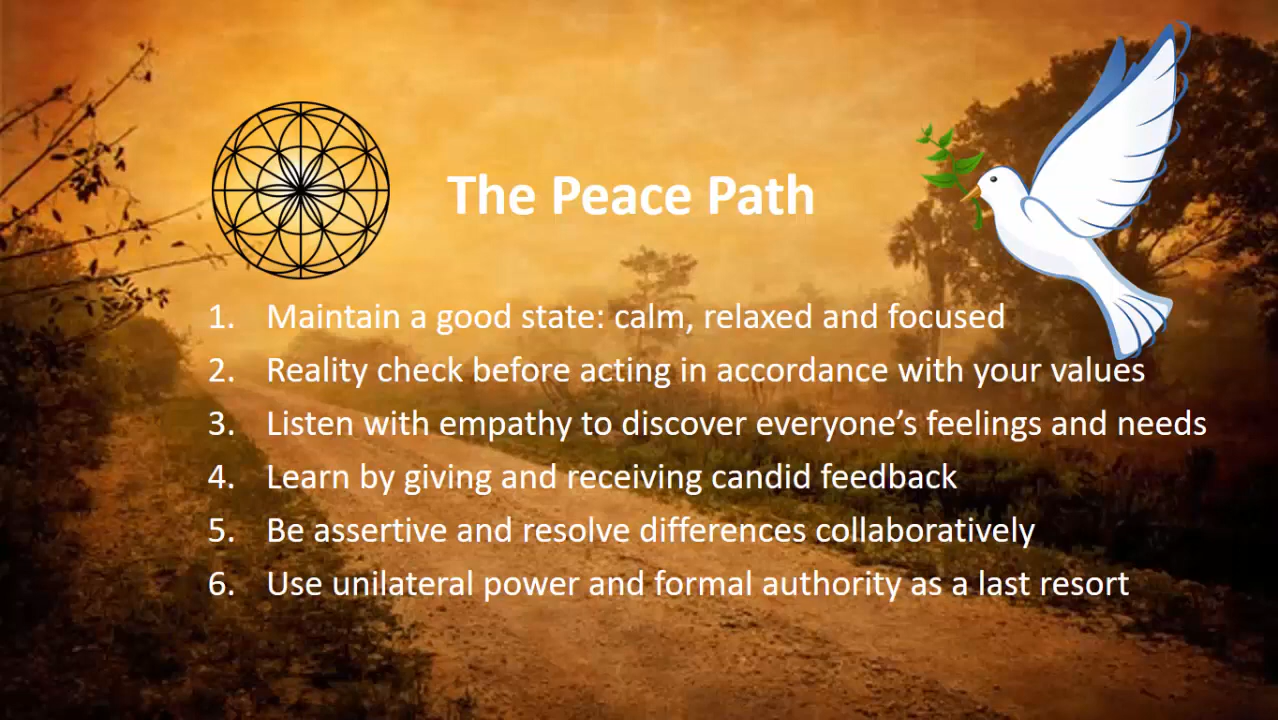 The Peace Path
1. Maintain a good state: calm, relaxed and focused
2. Reality check before acting in accordance with your values
3. Listen with empathy to discover everyone’s feelings and needs
4. Learn by giving and receiving candid feedback
5. Be assertive and resolve differences collaboratively
6. Use unilateral power and formal authority as a last resort